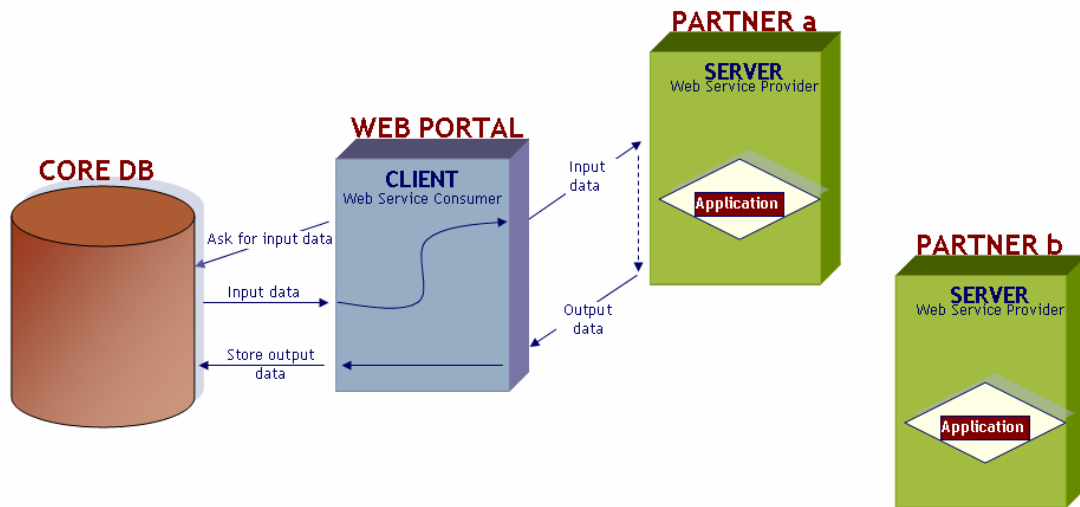 PARTNER a
SERVER
Web Service Provider
Application
WEB PORTAL
CLIENT
Web Service Consumer
Input
data
CORE DB
Ask for input data
Input data
Output
data
Store output
data
PARTNER b
SERVER
Web Service Provider
Application